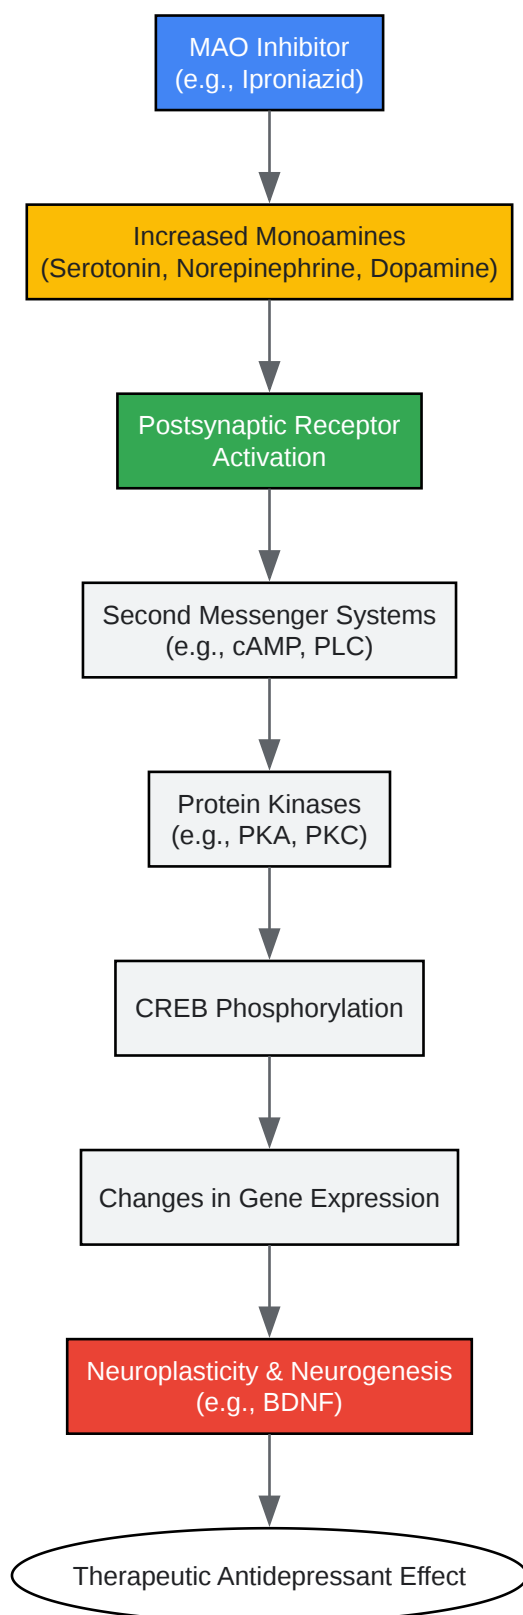 MAO Inhibitor
(e.g., Iproniazid)
Increased Monoamines
(Serotonin, Norepinephrine, Dopamine)
Postsynaptic Receptor
Activation
Second Messenger Systems
(e.g., cAMP, PLC)
Protein Kinases
(e.g., PKA, PKC)
CREB Phosphorylation
Changes in Gene Expression
Neuroplasticity & Neurogenesis
(e.g., BDNF)
Therapeutic Antidepressant Effect